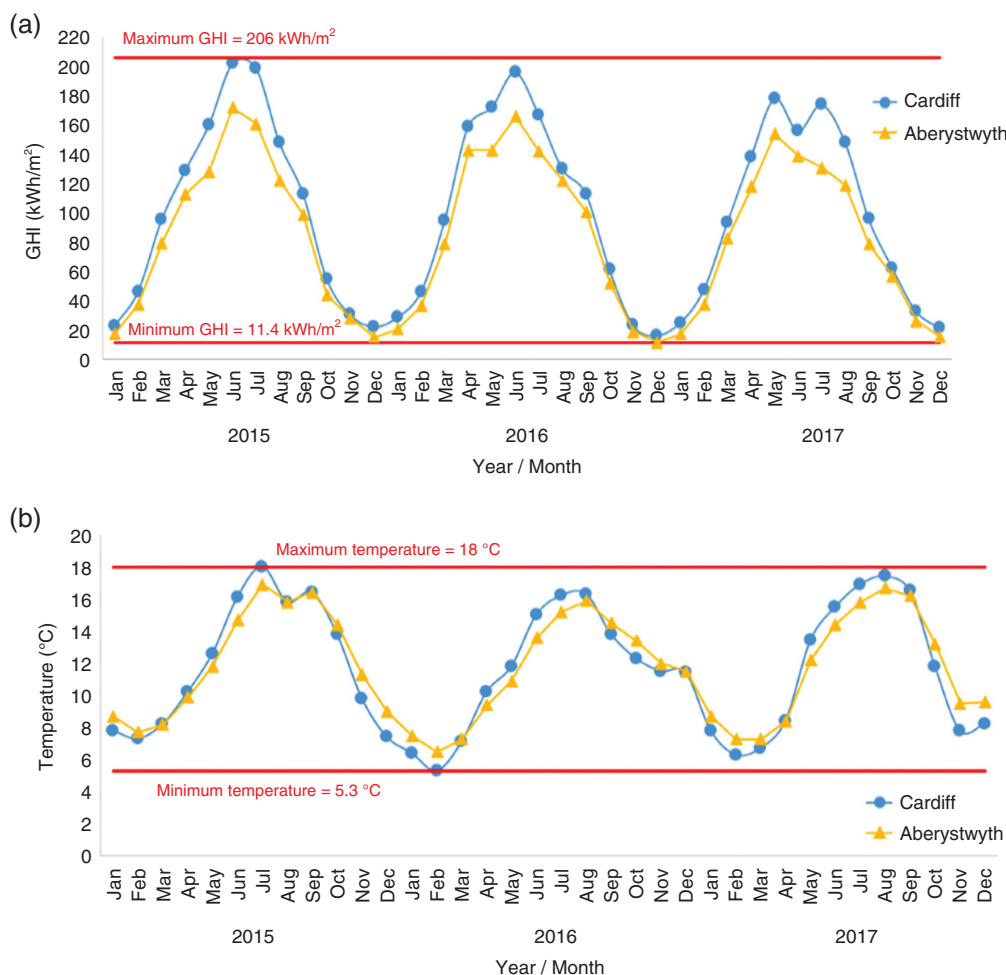 (a)
Maximum GHI = 206 kWh/m²
220
200
180
160
140
120
100
80
60
40
20
0
GHI (kWh/m²)
Cardiff
Aberystwyth
Minimum GHI = 11.4 kWh/m²
Jan Feb Mar Apr May Jun Jul Aug Sep Oct Nov Dec Jan Feb Mar Apr May Jun Jul Aug Sep Oct Nov Dec Jan Feb Mar Apr May Jun Jul Aug Sep Oct Nov Dec
2015 2016 2017
Year / Month
(b)
20
18
16
14
12
10
8
6
4
2
0
Temperature (°C)
Maximum temperature = 18 °C
Minimum temperature = 5.3 °C
Cardiff
Aberystwyth
Jan Feb Mar Apr May Jun Jul Aug Sep Oct Nov Dec Jan Feb Mar Apr May Jun Jul Aug Sep Oct Nov Dec Jan Feb Mar Apr May Jun Jul Aug Sep Oct Nov Dec
2015 2016 2017
Year / Month